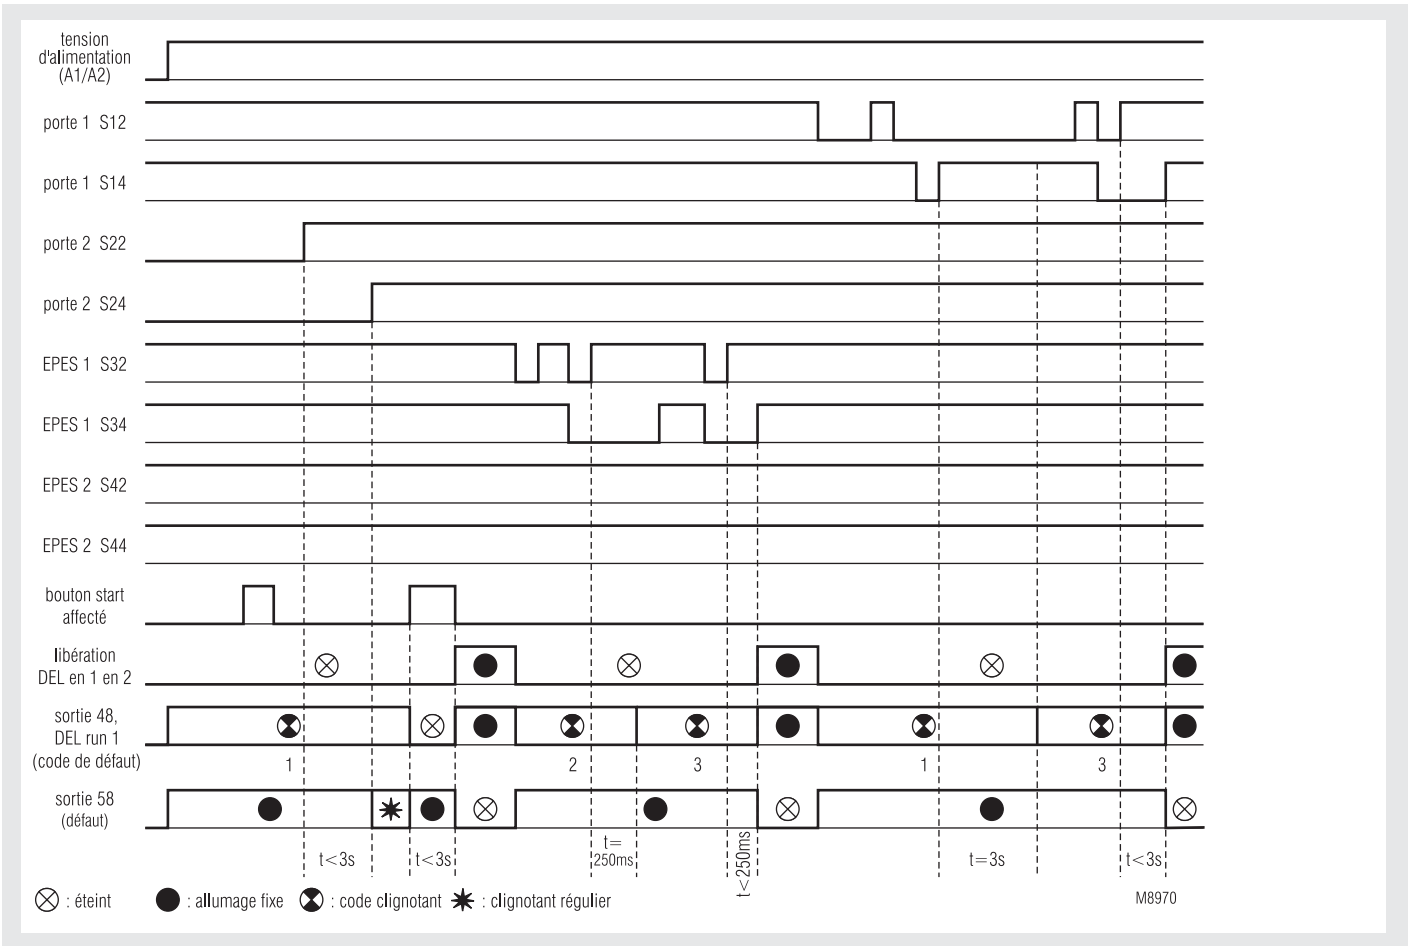 tension
d'alimentation
(A1/A2)
porte 1 S12
porte 1 S14
porte 2 S22
porte 2 S24
EPES 1 S32
EPES 1 S34
EPES 2 S42
EPES 2 S44
bouton start
affecté
libération
DEL en 1 en 2
sortie 48,
DEL run 1
(code de défaut)
1
2
3
1
3
sortie 58
(défaut)
t<3s
t<3s
t=
250ms
t<250ms
t=3s
t<3s
: éteint
: allumage fixe
: code clignotant
: clignotant régulier
M8970